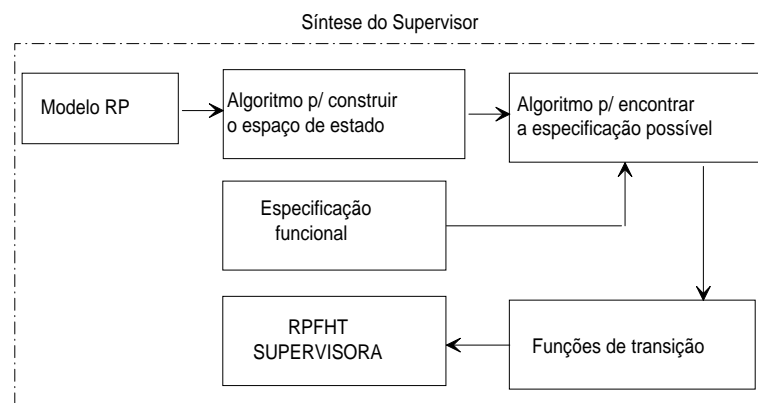 Síntese do Supervisor
Modelo RP
Algoritmo p/ construir
o espaço de estado
Algoritmo p/ encontrar
a especificação possível
Especificação
funcional
RPFHT
SUPERVISORA
Funções de transição